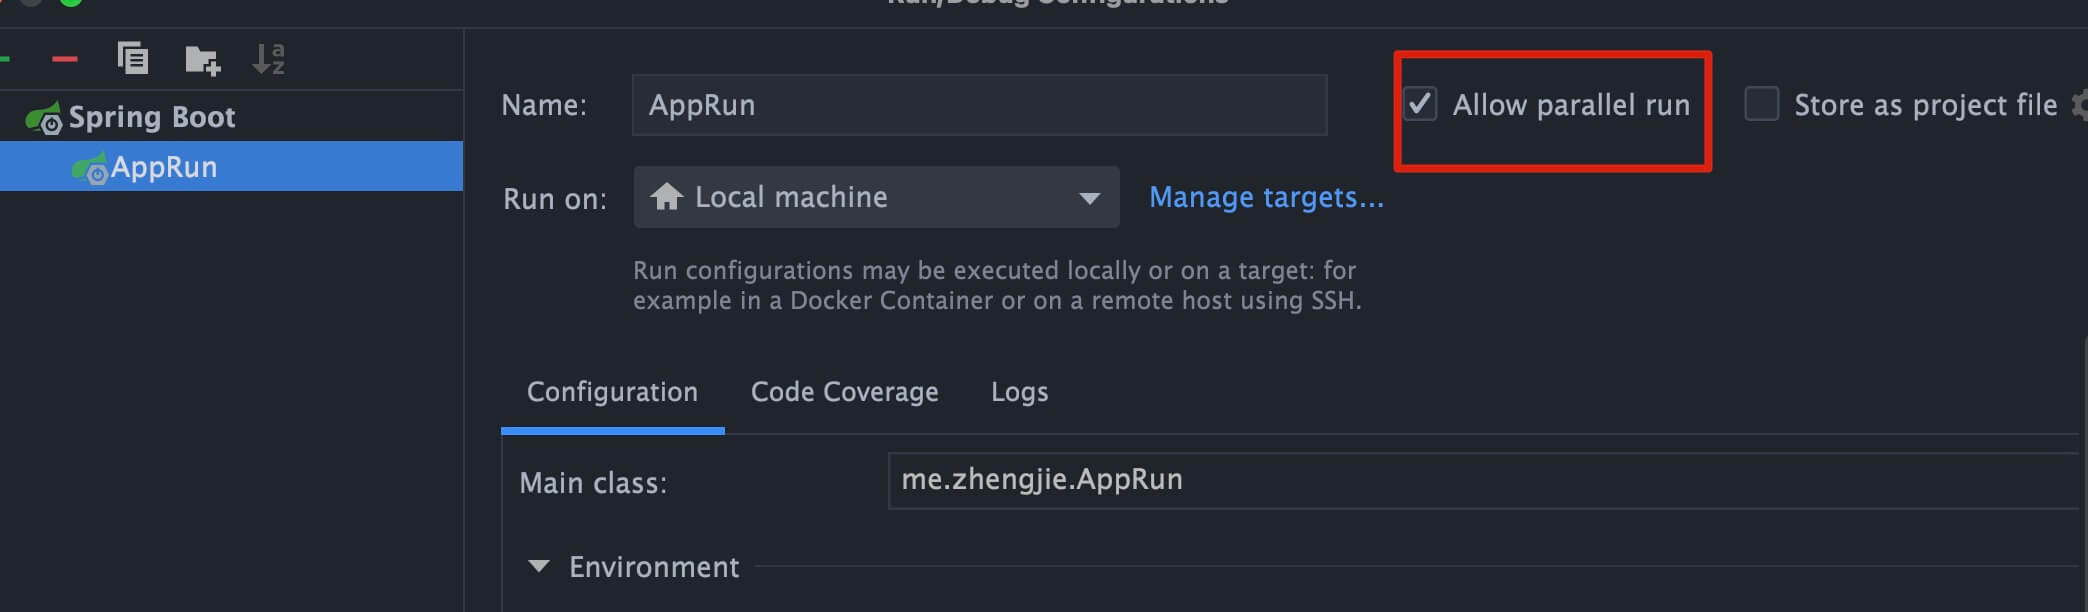 Run/Debug Configurations
Spring Boot
AppRun
Name:
AppRun
Allow parallel run
Store as project file
Run on:
Local machine
Manage targets...
Run configurations may be executed locally or on a target: for
example in a Docker Container or on a remote host using SSH.
Configuration
Code Coverage
Logs
Main class:
me.zhengjie.AppRun
Environment